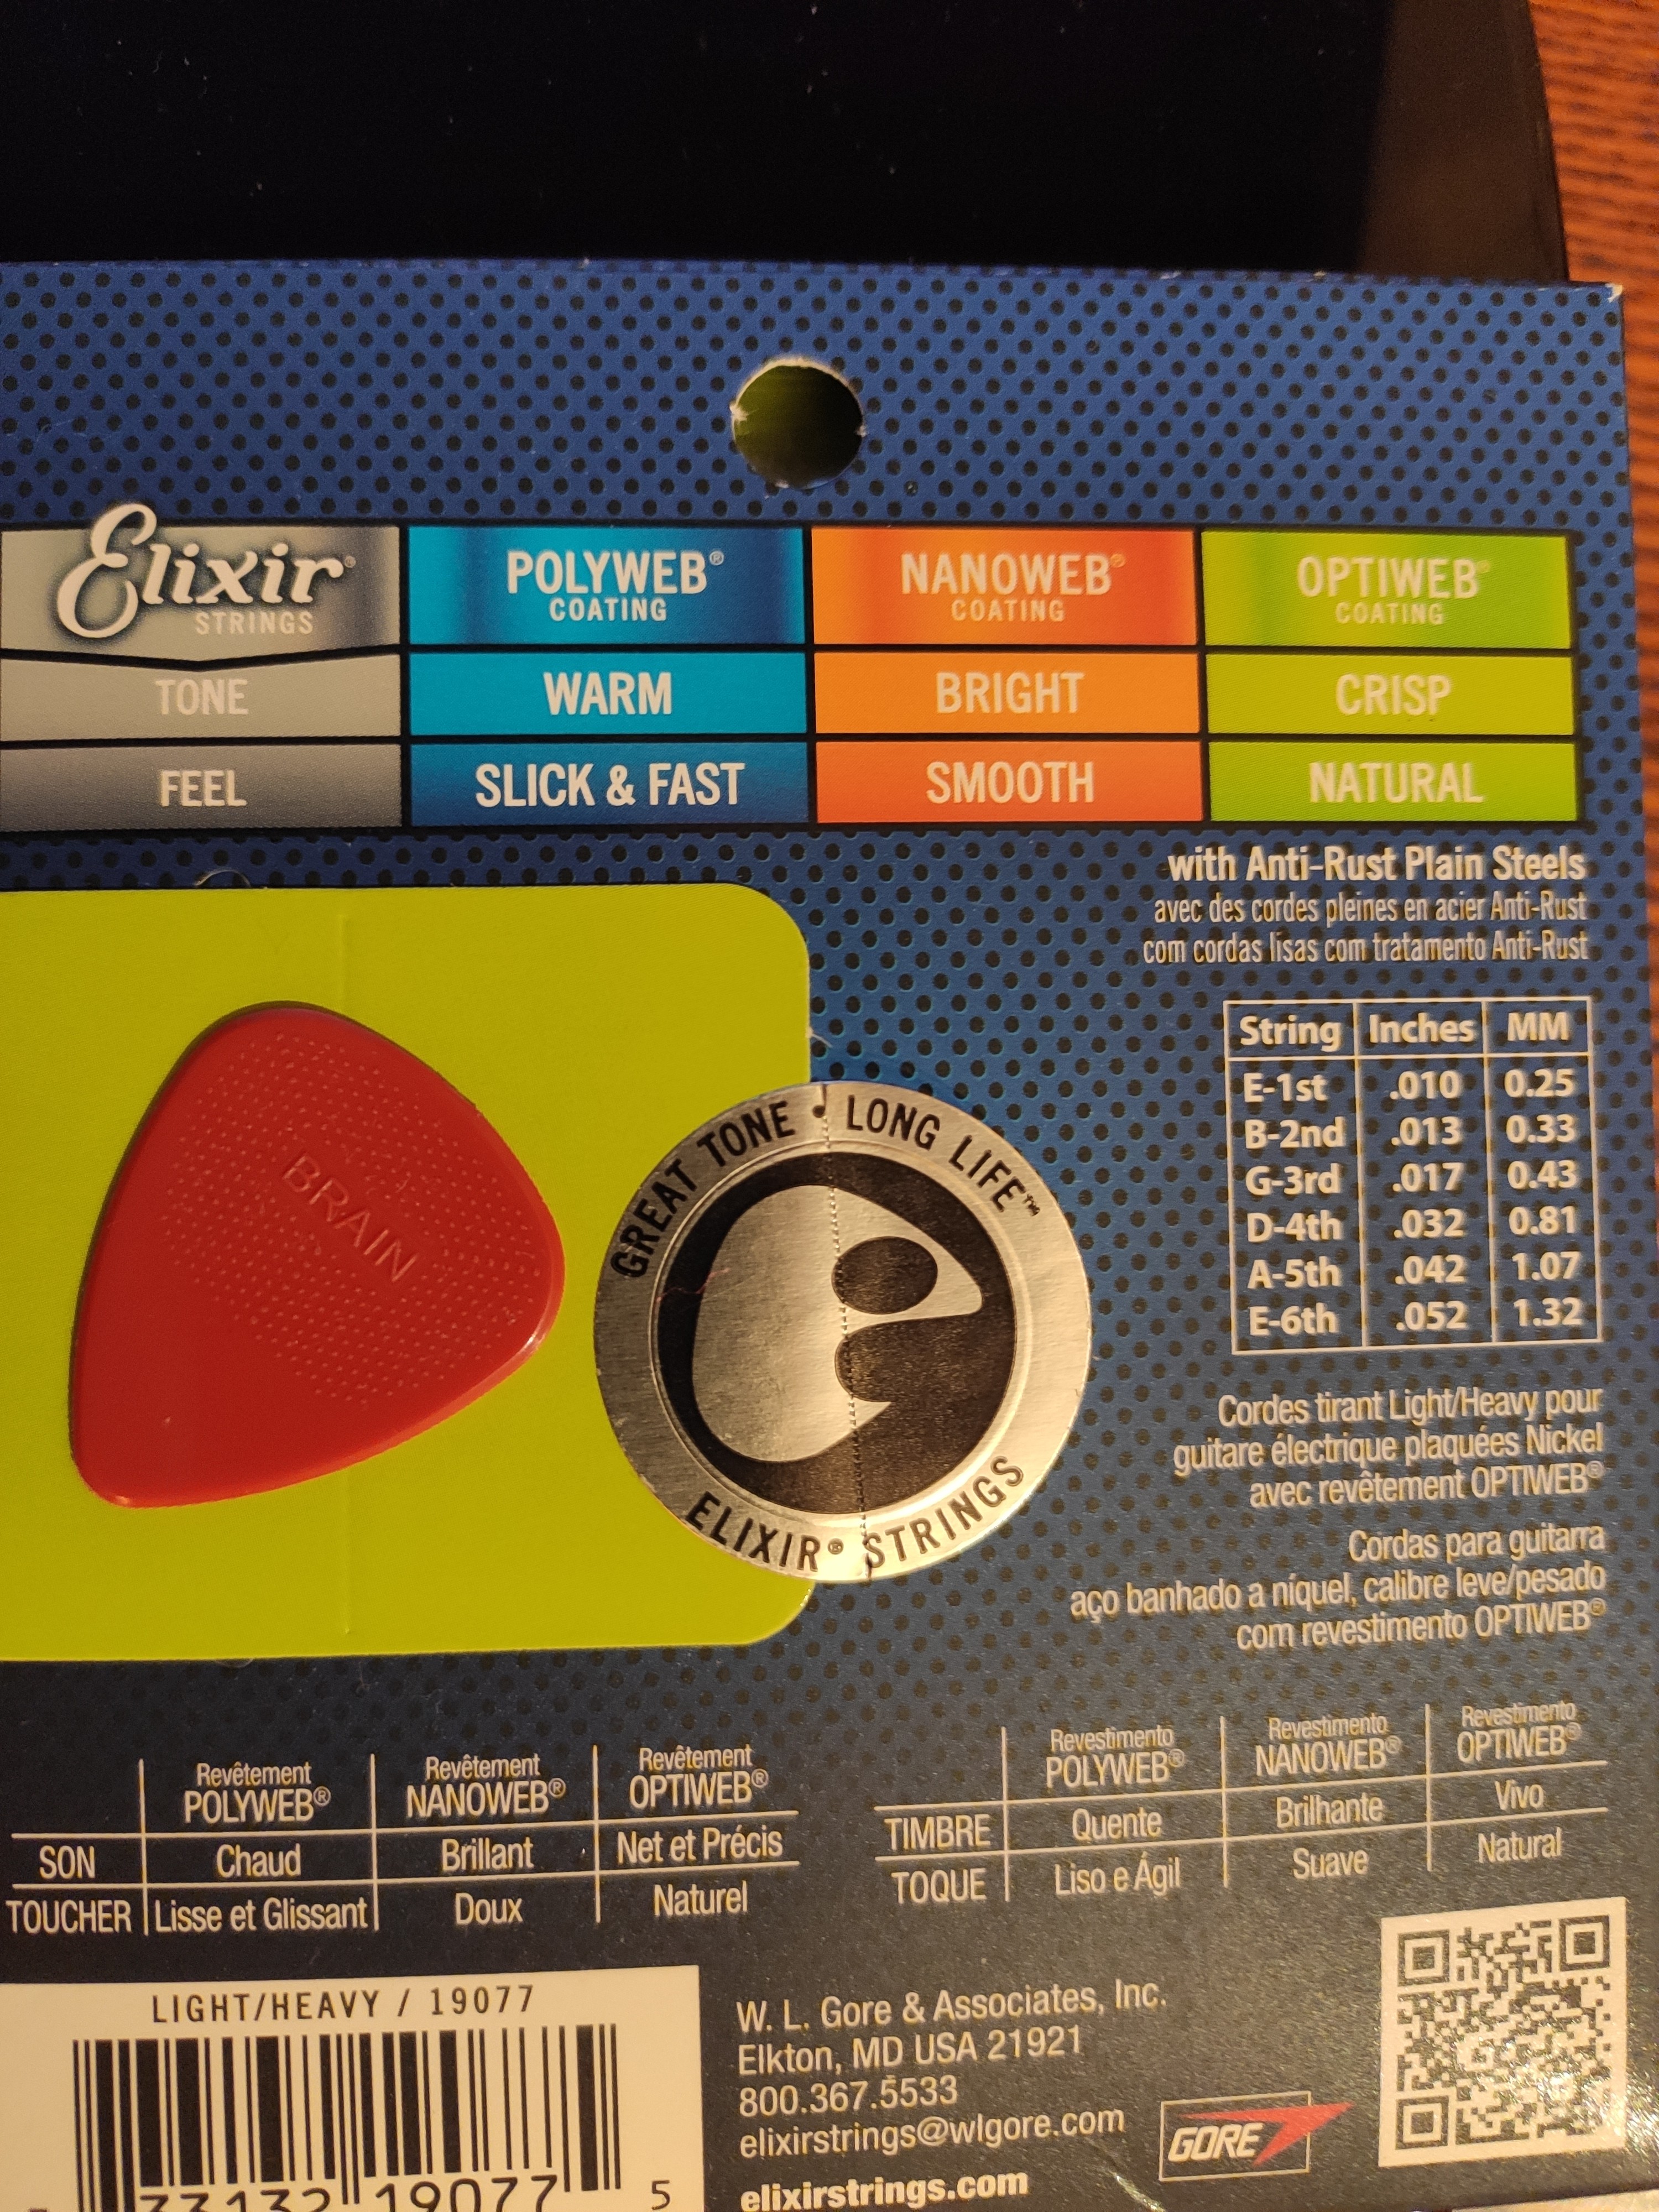 Elixir® POLYWEB® NANOWEB® OPTIWEB®
STRINGS COATING COATING COATING
TONE WARM BRIGHT CRISP
FEEL SLICK & FAST SMOOTH NATURAL
with Anti-Rust Plain Steels
avec des cordes pleines en acier Anti-Rust
com cordas lisas com tratamento Anti-Rust
BRAIN
GREAT TONE • LONG LIFE™
ELIXIR® STRINGS
String Inches MM
E-1st .010 0.25
B-2nd .013 0.33
G-3rd .017 0.43
D-4th .032 0.81
A-5th .042 1.07
E-6th .052 1.32
Cordes tirant Light/Heavy pour
guitare électrique plaquées Nickel
avec revêtement OPTIWEB®
Cordas para guitarra
aço banhado a níquel, calibre leve/pesado
com revestimento OPTIWEB®
Revêtement Revêtement Revêtement
POLYWEB® NANOWEB® OPTIWEB®
SON Chaud Brillant Net et Précis
TOUCHER Lisse et Glissant Doux Naturel
Revestimento Revestimento Revestimento
POLYWEB® NANOWEB® OPTIWEB®
TIMBRE Quente Brilhante Vivo
TOQUE Liso e Ágil Suave Natural
LIGHT/HEAVY / 19077
33132 19077 5
W. L. Gore & Associates, Inc.
Elkton, MD USA 21921
800.367.5533
elixirstrings@wlgore.com
elixirstrings.com
GORE